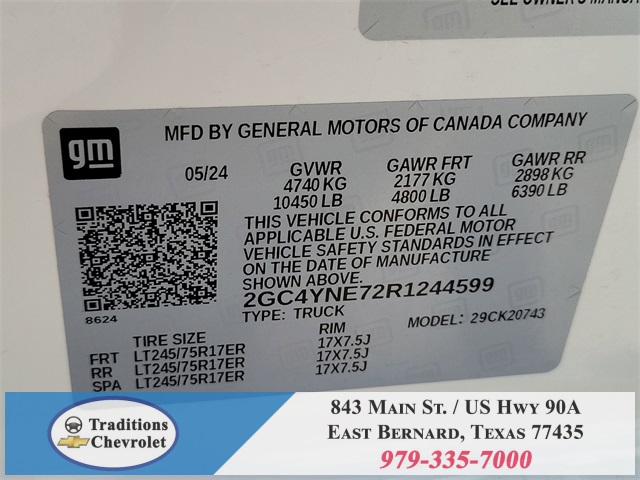 SEE OWNER'S MANUAL
gm
MFD BY GENERAL MOTORS OF CANADA COMPANY
05/24 GVWR GAWR FRT GAWR RR
4740 KG 2177 KG 2898 KG
10450 LB 4800 LB 6390 LB
THIS VEHICLE CONFORMS TO ALL
APPLICABLE U.S. FEDERAL MOTOR
VEHICLE SAFETY STANDARDS IN EFFECT
ON THE DATE OF MANUFACTURE
SHOWN ABOVE.
2GC4YNE72R1244599
8624
TYPE: TRUCK MODEL: 29CK20743
TIRE SIZE RIM
FRT LT245/75R17ER 17X7.5J
RR LT245/75R17ER 17X7.5J
SPA LT245/75R17ER 17X7.5J
Traditions
Chevrolet
843 Main St. / US Hwy 90A
East Bernard, Texas 77435
979-335-7000